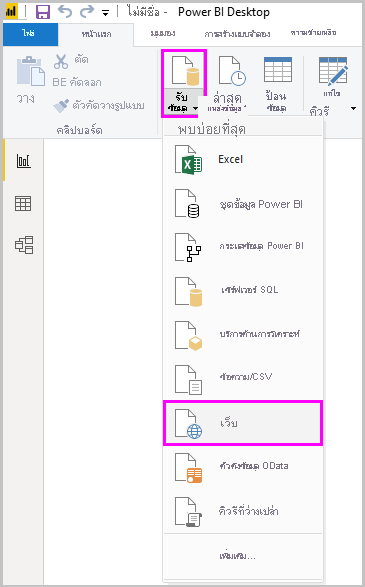 ไม่มีชื่อ - Power BI Desktop
ไฟล์ หน้าแรก มุมมอง การสร้างแบบจำลอง ความช่วยเหลือ
วาง
ตัด
BE คัดลอก
ตัวคัดวางรูปแบบ
คลิปบอร์ด
รับ
ข้อมูล
ล่าสุด
ป้อน
ข้อมูล
แก้ไข
คิวรี
พบบ่อยที่สุด
Excel
ชุดข้อมูล Power BI
กระแสข้อมูล Power BI
เซิร์ฟเวอร์ SQL
บริการด้านการวิเคราะห์
ข้อความ/CSV
เว็บ
ตัวดึงข้อมูล OData
คิวรีที่ว่างเปล่า
เพิ่มเติม...